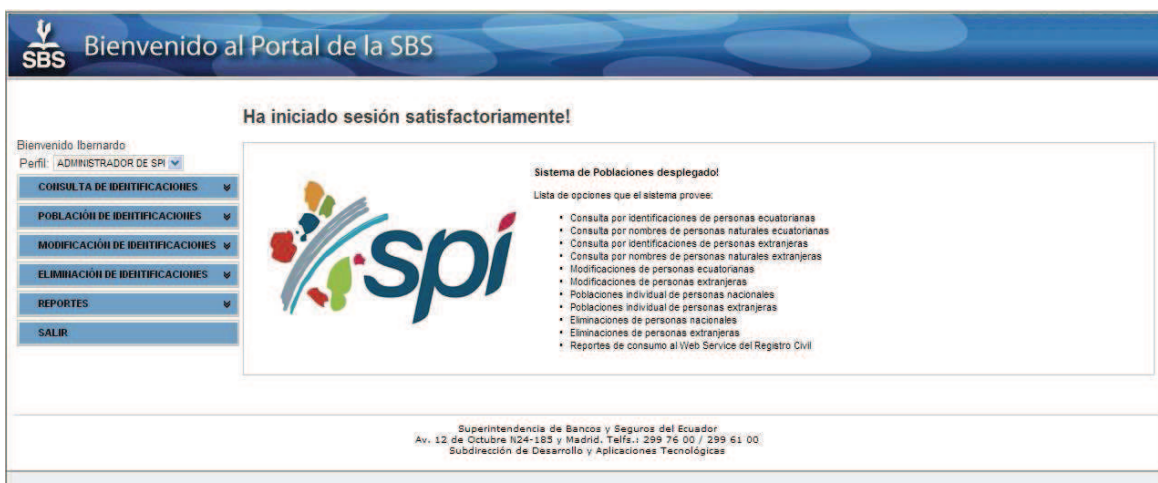 SBS
Bienvenido al Portal de la SBS
Ha iniciado sesión satisfactoriamente!
Bienvenido lbernardo
Perfil: ADMINISTRADOR DE SPI
CONSULTA DE IDENTIFICACIONES
POBLACIÓN DE IDENTIFICACIONES
MODIFICACIÓN DE IDENTIFICACIONES
ELIMINACIÓN DE IDENTIFICACIONES
REPORTES
SALIR
spi
Sistema de Poblaciones desplegado!
Lista de opciones que el sistema provee:
Consulta por identificaciones de personas ecuatorianas
Consulta por nombres de personas naturales ecuatorianas
Consulta por identificaciones de personas extranjeras
Consulta por nombres de personas naturales extranjeras
Modificaciones de personas ecuatorianas
Modificaciones de personas extranjeras
Poblaciones individual de personas nacionales
Poblaciones individual de personas extranjeras
Eliminaciones de personas nacionales
Eliminaciones de personas extranjeras
Reportes de consumo al Web Service del Registro Civil
Superintendencia de Bancos y Seguros del Ecuador
Av. 12 de Octubre N24-185 y Madrid. Telfs.: 299 76 00 / 299 61 00
Subdirección de Desarrollo y Aplicaciones Tecnológicas